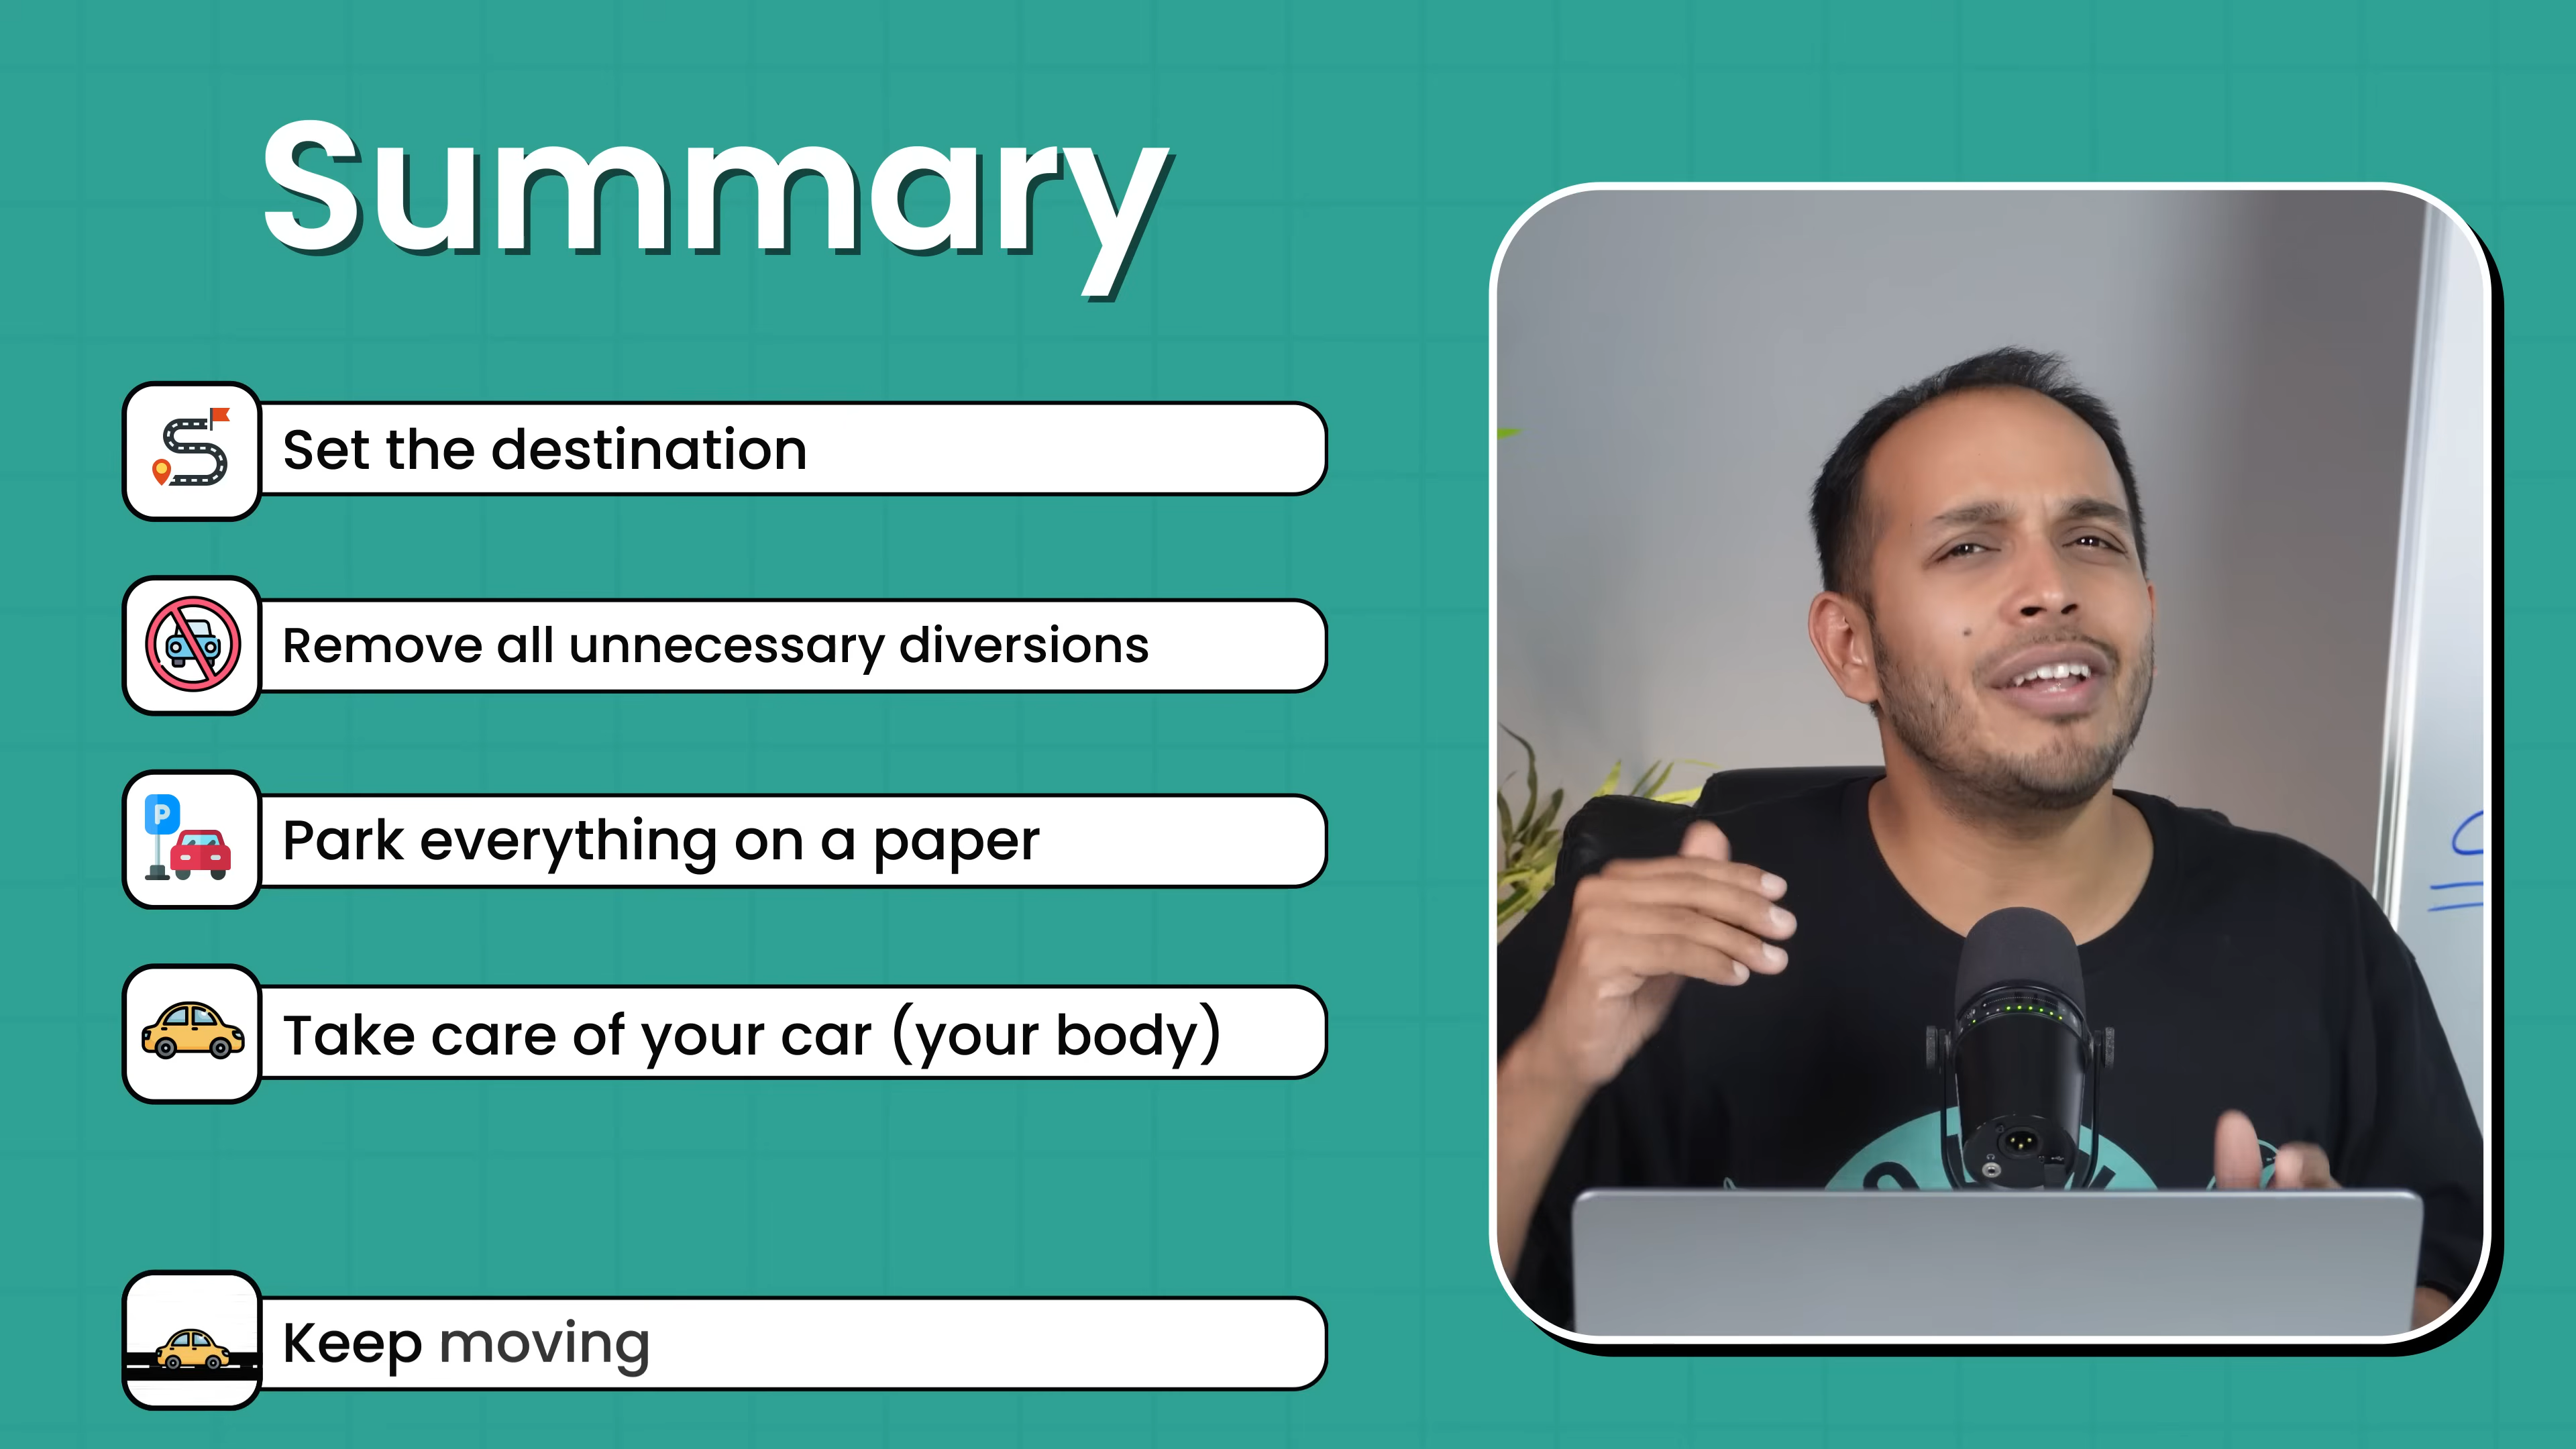 Summary
Set the destination
Remove all unnecessary diversions
P
Park everything on a paper
Take care of your car (your body)
Keep moving